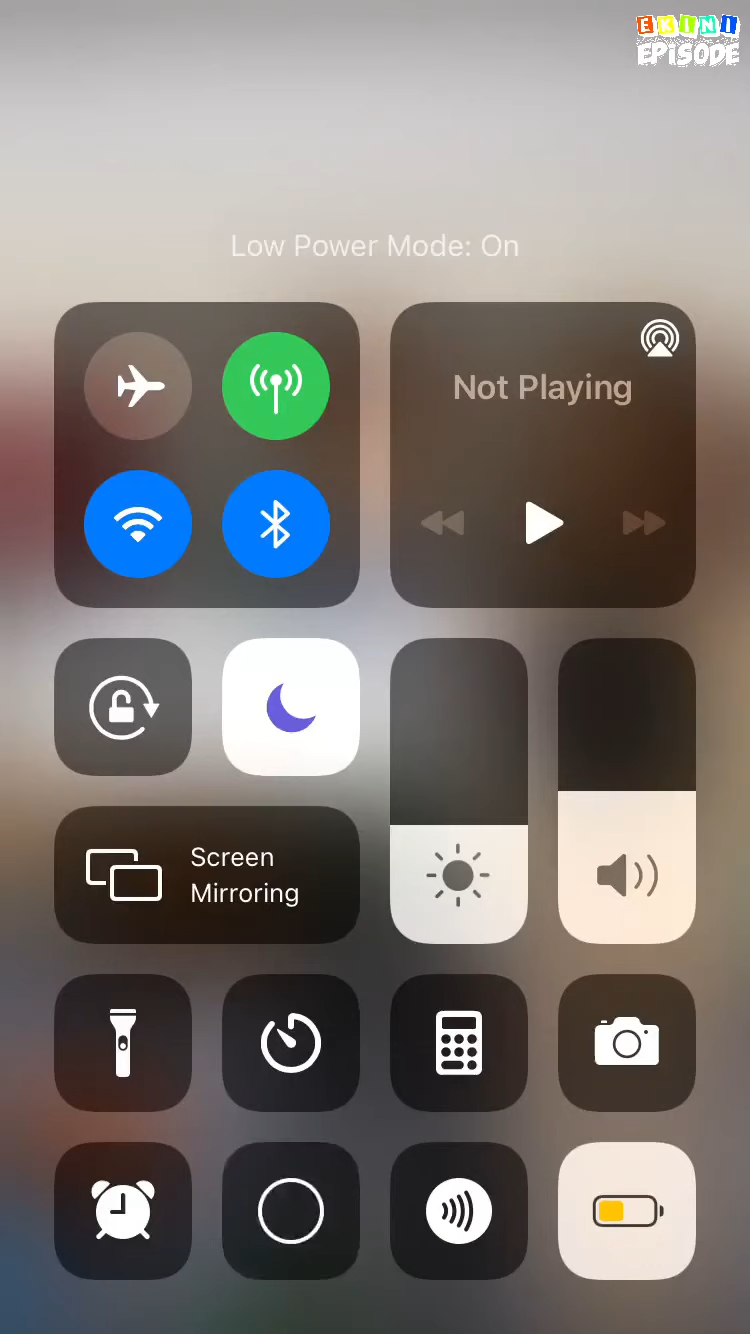 EKINI
EPISODE
Low Power Mode: On
Not Playing
Screen
Mirroring